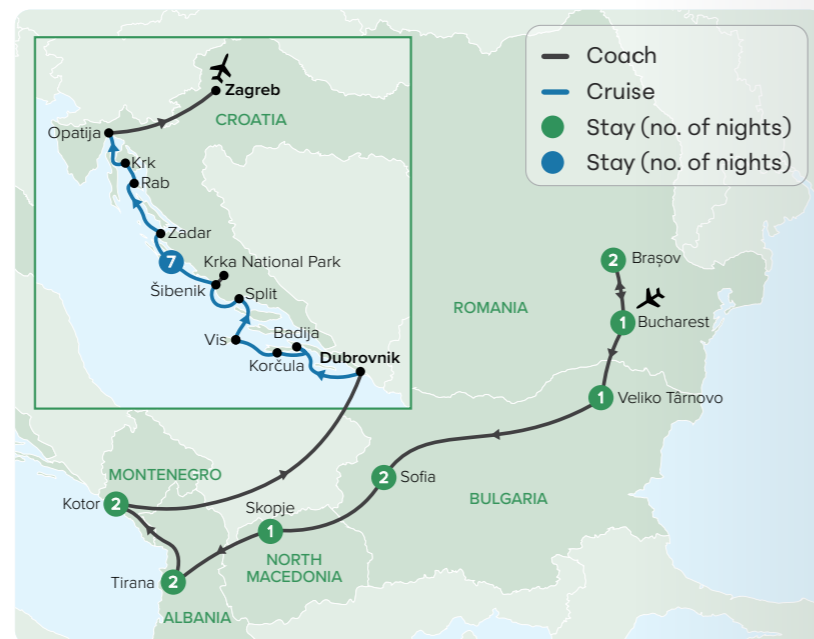 Coach
Cruise
Stay (no. of nights)
Stay (no. of nights)
Zagreb
CROATIA
Opatija
Krk
Rab
Zadar
7
Krka National Park
Šibenik
Split
Vis
Badija
Korčula
Dubrovnik
2
Brașov
ROMANIA
1
Bucharest
1
Veliko Târnovo
2
Sofia
BULGARIA
MONTENEGRO
Kotor
2
Skopje
1
NORTH
MACEDONIA
Tirana
2
ALBANIA